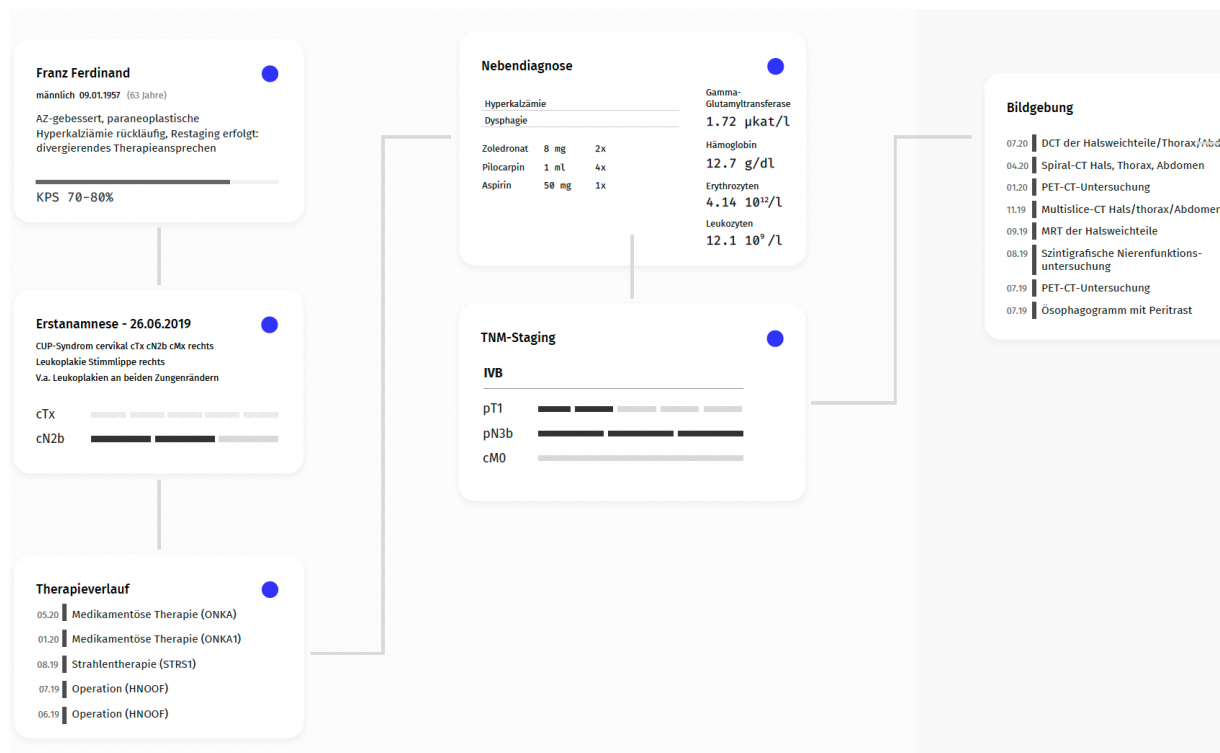 Franz Ferdinand
männlich 09.01.1957 (63 Jahre)
AZ-gebessert, paraneoplastische
Hyperkalziämie rückläufig, Restaging erfolgt:
divergierendes Therapieansprechen
KPS 70-80%
Erstanamnese - 26.06.2019
CUP-Syndrom cervikal cTx cN2b cMx rechts
Leukoplakie Stimmlippe rechts
V.a. Leukoplakien an beiden Zungenrändern
cTx
cN2b
Therapieverlauf
05.20 Medikamentöse Therapie (ONKA)
01.20 Medikamentöse Therapie (ONKA1)
08.19 Strahlentherapie (STRS1)
07.19 Operation (HNOOF)
06.19 Operation (HNOOF)
Nebendiagnose
Hyperkalzämie
Dysphagie
Zoledronat 8 mg 2x
Pilocarpin 1 ml 4x
Aspirin 50 mg 1x
Gamma-
Glutamyltransferase
1.72 µkat/l
Hämoglobin
12.7 g/dl
Erythrozyten
4.14 10¹²/l
Leukozyten
12.1 10⁹/l
TNM-Staging
IVB
pT1
pN3b
cM0
Bildgebung
07.20 DCT der Halsweichteile/Thorax/Abd
04.20 Spiral-CT Hals, Thorax, Abdomen
01.20 PET-CT-Untersuchung
11.19 Multislice-CT Hals/thorax/Abdomen
09.19 MRT der Halsweichteile
08.19 Szintigrafische Nierenfunktions-
untersuchung
07.19 PET-CT-Untersuchung
07.19 Ösophagogramm mit Peritrast